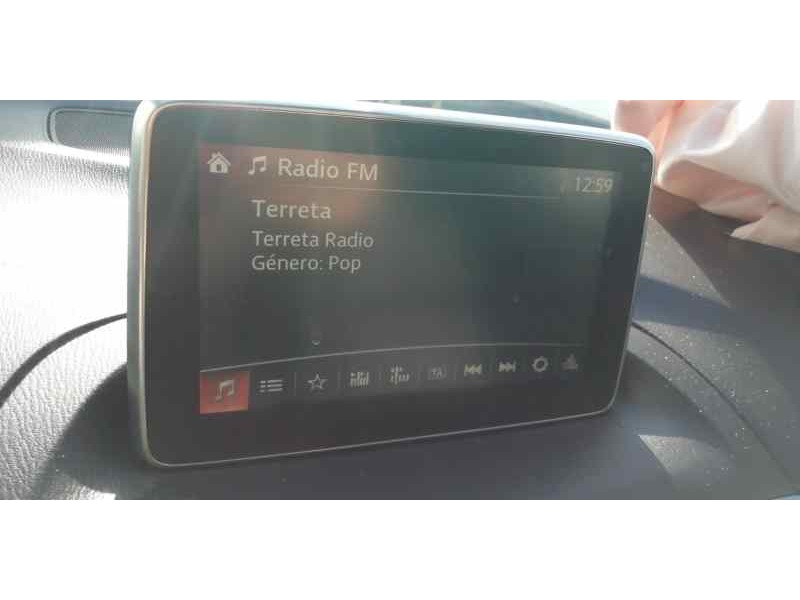 Radio FM
12:59
Terreta
Terreta Radio
Género: Pop
TA